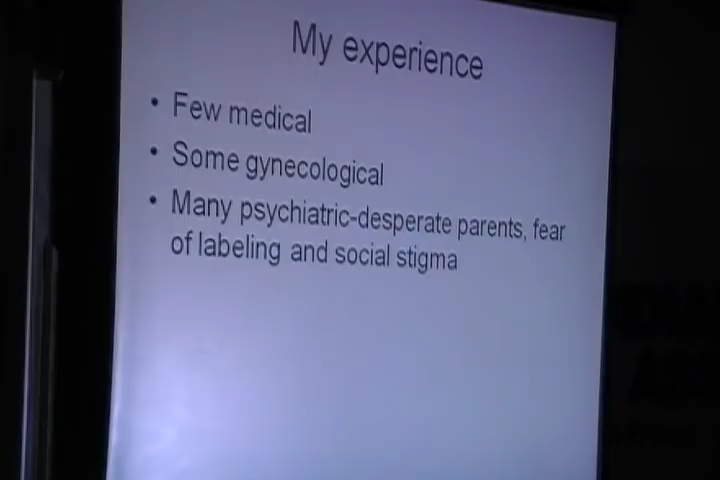 My experience
• Few medical
• Some gynecological
• Many psychiatric-desperate parents, fear
of labeling and social stigma